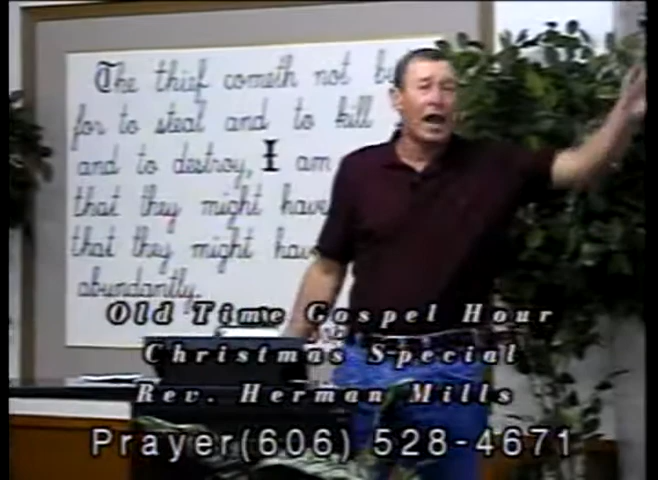 The thief cometh not
for to steal and to kill
and to destroy, I am
that they might have
that they might have
abundantly.
Old Time Gospel Hour
Christmas Special
Rev. Herman Mills
Prayer(606) 528-4671